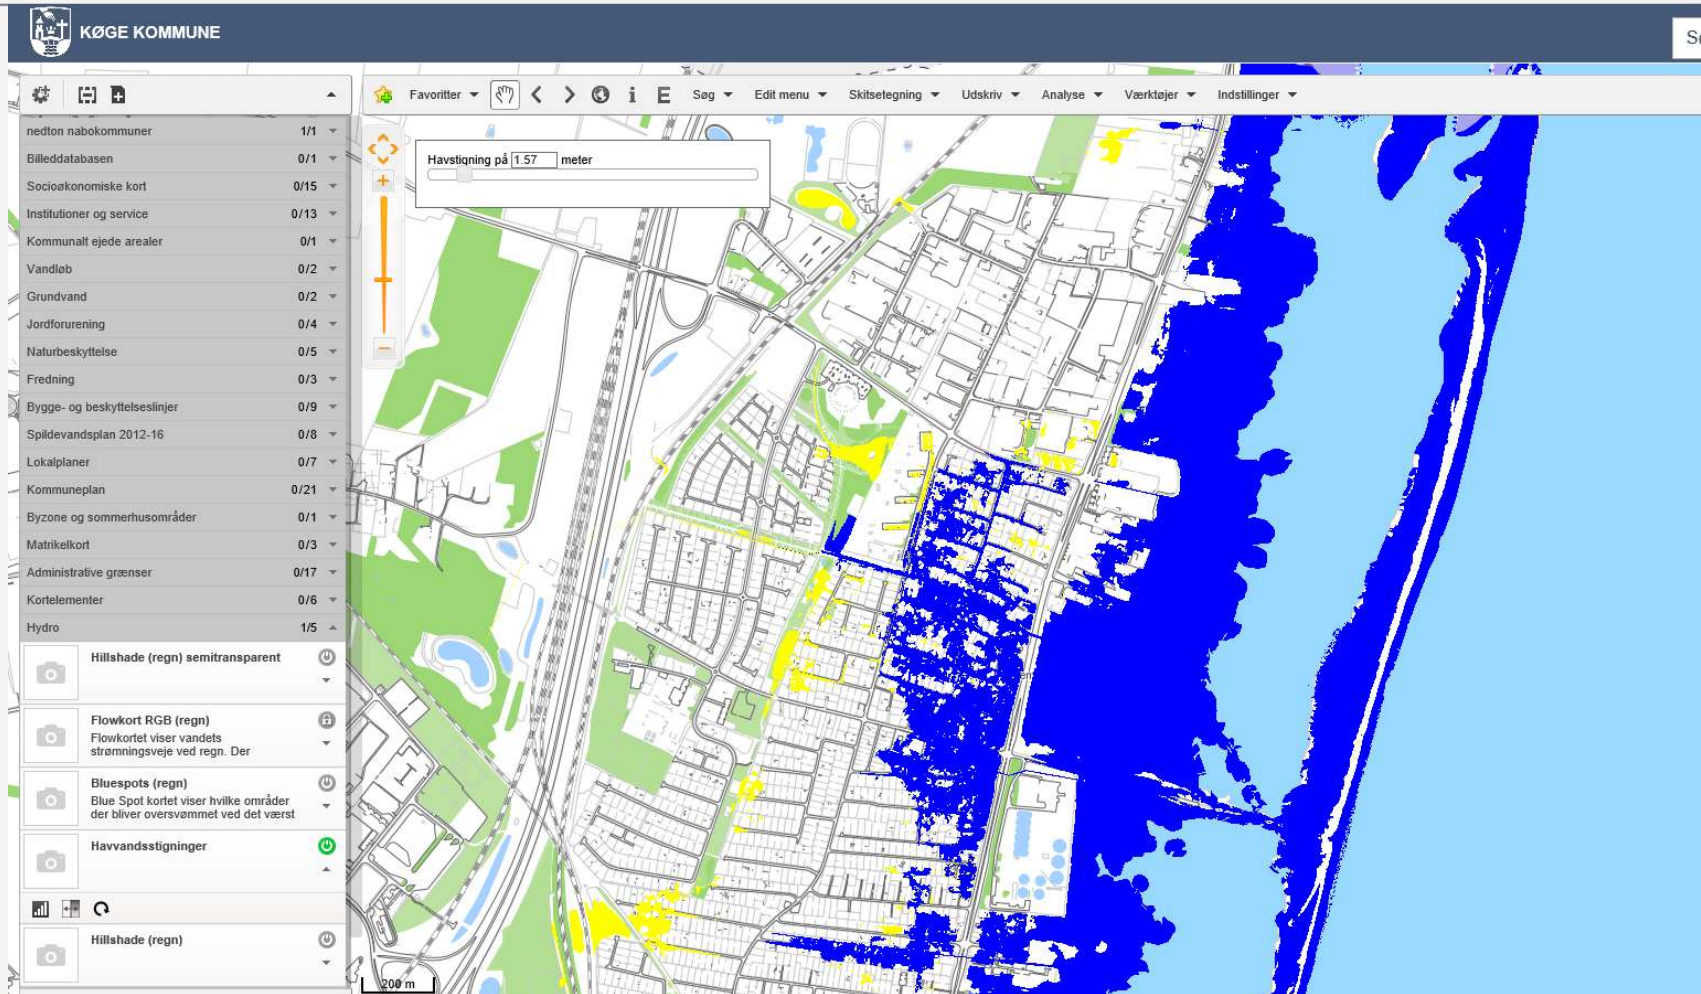 KØGE KOMMUNE
Favoritter
i
E
Søg
Edit menu
Skitsetegning
Udskriv
Analyse
Værktøjer
Indstillinger
Havstigning på 1.57 meter
nedton nabokommuner 1/1
Billeddatabasen 0/1
Socioøkonomiske kort 0/15
Institutioner og service 0/13
Kommunalt ejede arealer 0/1
Vandløb 0/2
Grundvand 0/2
Jordforurening 0/4
Naturbeskyttelse 0/5
Fredning 0/3
Bygge- og beskyttelseslinjer 0/9
Spildevandsplan 2012-16 0/8
Lokalplaner 0/7
Kommuneplan 0/21
Byzone og sommerhusområder 0/1
Matrikelkort 0/3
Administrative grænser 0/17
Kortelementer 0/6
Hydro 1/5
Hillshade (regn) semitransparent
Flowkort RGB (regn)
Flowkortet viser vandets
strømningsveje ved regn. Der
Bluespots (regn)
Blue Spot kortet viser hvilke områder
der bliver oversvømmet ved det værst
Havvandsstigninger
Hillshade (regn)
200 m